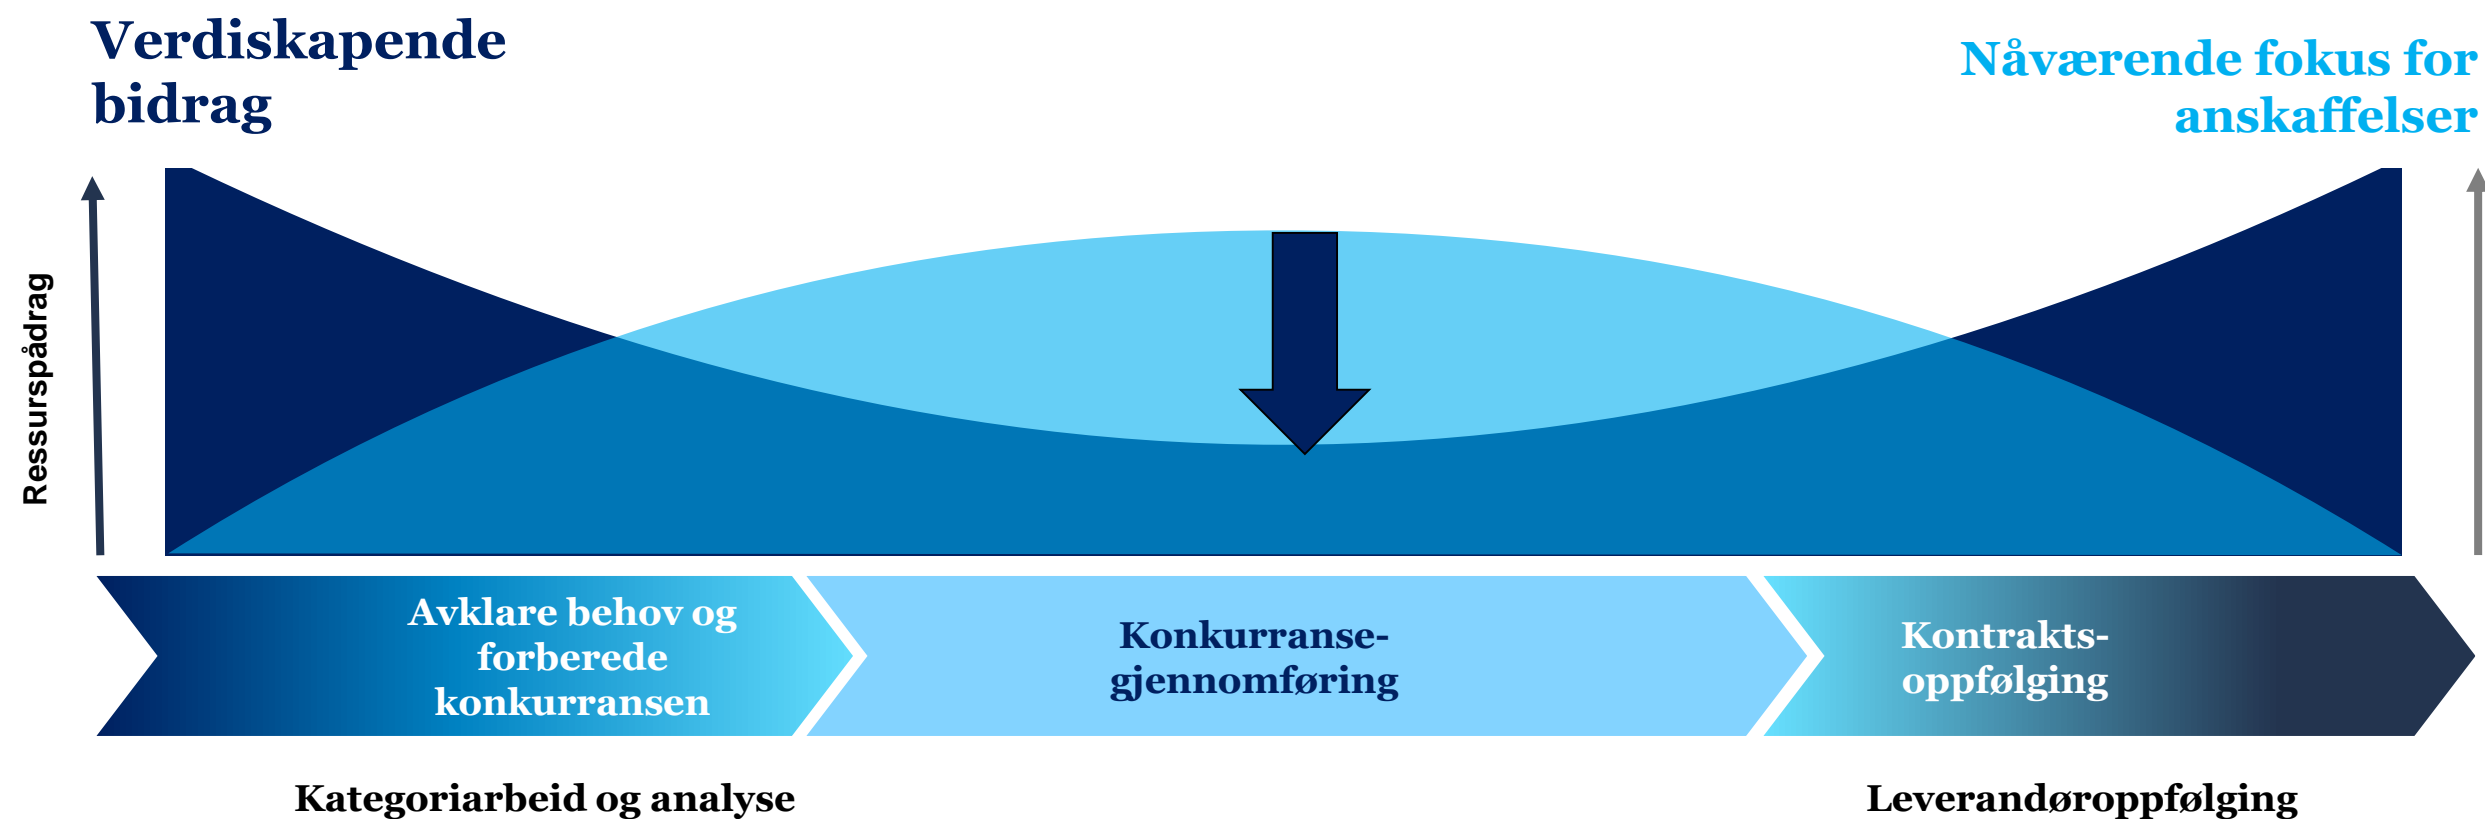 Verdiskapende
bidrag
Nåværende fokus for
anskaffelser
Ressurspådrag
Avklare behov og
forberede
konkurransen
Konkurranse-
gjennomføring
Kontrakts-
oppfølging
Kategoriarbeid og analyse
Leverandøroppfølging